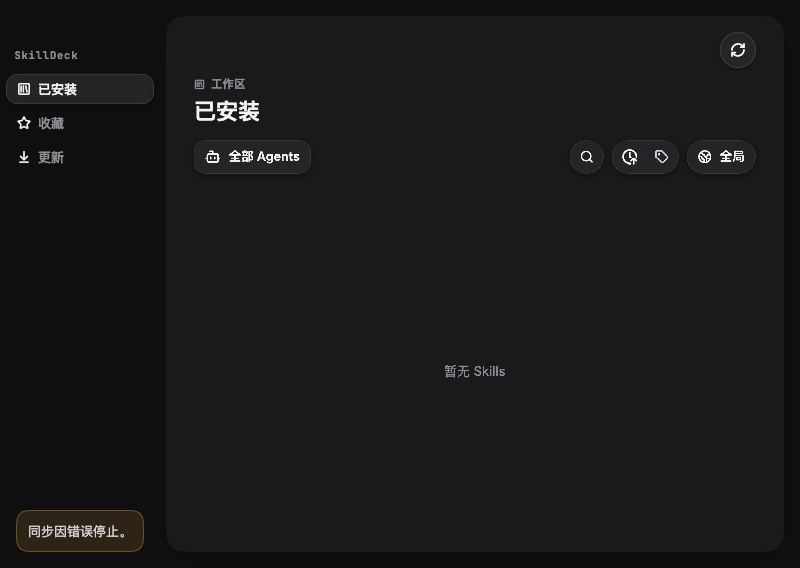 SkillDeck
已安装
收藏
更新
同步因错误停止。
工作区
已安装
全部 Agents
全局
暂无 Skills